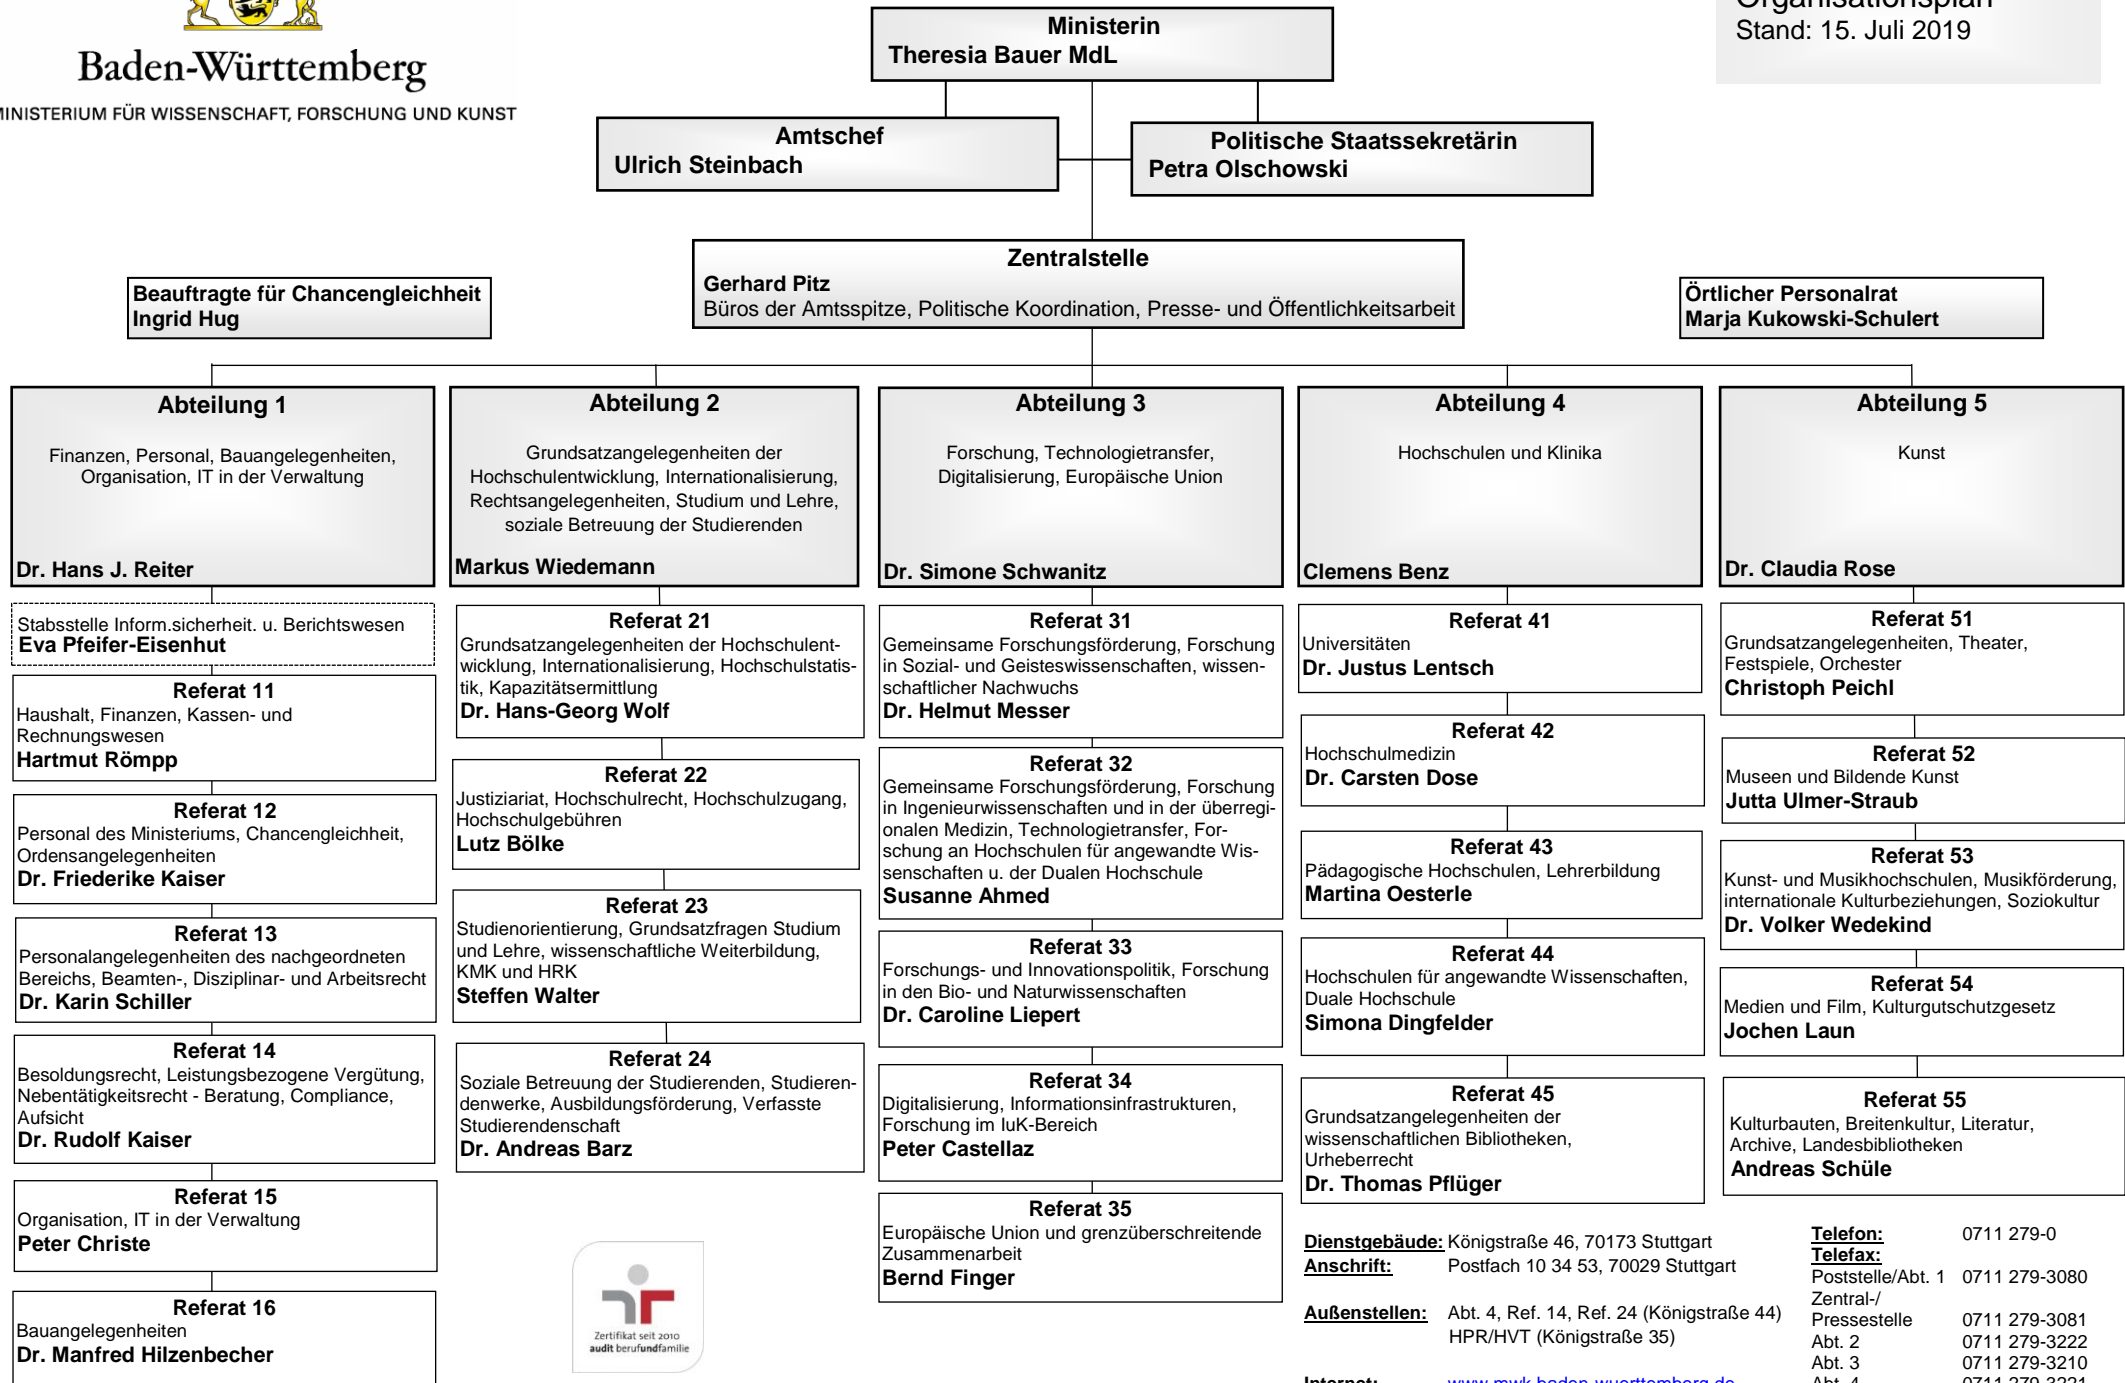 Baden-Württemberg
MINISTERIUM FÜR WISSENSCHAFT, FORSCHUNG UND KUNST
Organisationsplan
Stand: 15. Juli 2019
Ministerin
Theresia Bauer MdL
Amtschef
Ulrich Steinbach
Politische Staatssekretärin
Petra Olschowski
Zentralstelle
Gerhard Pitz
Büros der Amtsspitze, Politische Koordination, Presse- und Öffentlichkeitsarbeit
Beauftragte für Chancengleichheit
Ingrid Hug
Örtlicher Personalrat
Marja Kukowski-Schulert
Abteilung 1
Finanzen, Personal, Bauangelegenheiten,
Organisation, IT in der Verwaltung
Dr. Hans J. Reiter
Stabsstelle Inform.sicherheit. u. Berichtswesen
Eva Pfeifer-Eisenhut
Referat 11
Haushalt, Finanzen, Kassen- und
Rechnungswesen
Hartmut Römpp
Referat 12
Personal des Ministeriums, Chancengleichheit,
Ordensangelegenheiten
Dr. Friederike Kaiser
Referat 13
Personalangelegenheiten des nachgeordneten
Bereichs, Beamten-, Disziplinar- und Arbeitsrecht
Dr. Karin Schiller
Referat 14
Besoldungsrecht, Leistungsbezogene Vergütung,
Nebentätigkeitsrecht - Beratung, Compliance,
Aufsicht
Dr. Rudolf Kaiser
Referat 15
Organisation, IT in der Verwaltung
Peter Christe
Referat 16
Bauangelegenheiten
Dr. Manfred Hilzenbecher
Abteilung 2
Grundsatzangelegenheiten der
Hochschulentwicklung, Internationalisierung,
Rechtsangelegenheiten, Studium und Lehre,
soziale Betreuung der Studierenden
Markus Wiedemann
Referat 21
Grundsatzangelegenheiten der Hochschulent-
wicklung, Internationalisierung, Hochschulstatis-
tik, Kapazitätsermittlung
Dr. Hans-Georg Wolf
Referat 22
Justiziariat, Hochschulrecht, Hochschulzugang,
Hochschulgebühren
Lutz Bölke
Referat 23
Studienorientierung, Grundsatzfragen Studium
und Lehre, wissenschaftliche Weiterbildung,
KMK und HRK
Steffen Walter
Referat 24
Soziale Betreuung der Studierenden, Studieren-
denwerke, Ausbildungsförderung, Verfasste
Studierendenschaft
Dr. Andreas Barz
Zertifikat seit 2010
audit berufundfamilie
Abteilung 3
Forschung, Technologietransfer,
Digitalisierung, Europäische Union
Dr. Simone Schwanitz
Referat 31
Gemeinsame Forschungsförderung, Forschung
in Sozial- und Geisteswissenschaften, wissen-
schaftlicher Nachwuchs
Dr. Helmut Messer
Referat 32
Gemeinsame Forschungsförderung, Forschung
in Ingenieurwissenschaften und in der überregi-
onalen Medizin, Technologietransfer, For-
schung an Hochschulen für angewandte Wis-
senschaften u. der Dualen Hochschule
Susanne Ahmed
Referat 33
Forschungs- und Innovationspolitik, Forschung
in den Bio- und Naturwissenschaften
Dr. Caroline Liepert
Referat 34
Digitalisierung, Informationsinfrastrukturen,
Forschung im IuK-Bereich
Peter Castellaz
Referat 35
Europäische Union und grenzüberschreitende
Zusammenarbeit
Bernd Finger
Abteilung 4
Hochschulen und Klinika
Clemens Benz
Referat 41
Universitäten
Dr. Justus Lentsch
Referat 42
Hochschulmedizin
Dr. Carsten Dose
Referat 43
Pädagogische Hochschulen, Lehrerbildung
Martina Oesterle
Referat 44
Hochschulen für angewandte Wissenschaften,
Duale Hochschule
Simona Dingfelder
Referat 45
Grundsatzangelegenheiten der
wissenschaftlichen Bibliotheken,
Urheberrecht
Dr. Thomas Pflüger
Abteilung 5
Kunst
Dr. Claudia Rose
Referat 51
Grundsatzangelegenheiten, Theater,
Festspiele, Orchester
Christoph Peichl
Referat 52
Museen und Bildende Kunst
Jutta Ulmer-Straub
Referat 53
Kunst- und Musikhochschulen, Musikförderung,
internationale Kulturbeziehungen, Soziokultur
Dr. Volker Wedekind
Referat 54
Medien und Film, Kulturgutschutzgesetz
Jochen Laun
Referat 55
Kulturbauten, Breitenkultur, Literatur,
Archive, Landesbibliotheken
Andreas Schüle
Dienstgebäude: Königstraße 46, 70173 Stuttgart
Anschrift: Postfach 10 34 53, 70029 Stuttgart
Außenstellen: Abt. 4, Ref. 14, Ref. 24 (Königstraße 44)
HPR/HVT (Königstraße 35)
Internet: www.mwk.baden-wuerttemberg.de
Telefon: 0711 279-0
Telefax:
Poststelle/Abt. 1 0711 279-3080
Zentral-/
Pressestelle 0711 279-3081
Abt. 2 0711 279-3222
Abt. 3 0711 279-3210
Abt. 4 0711 279-3221